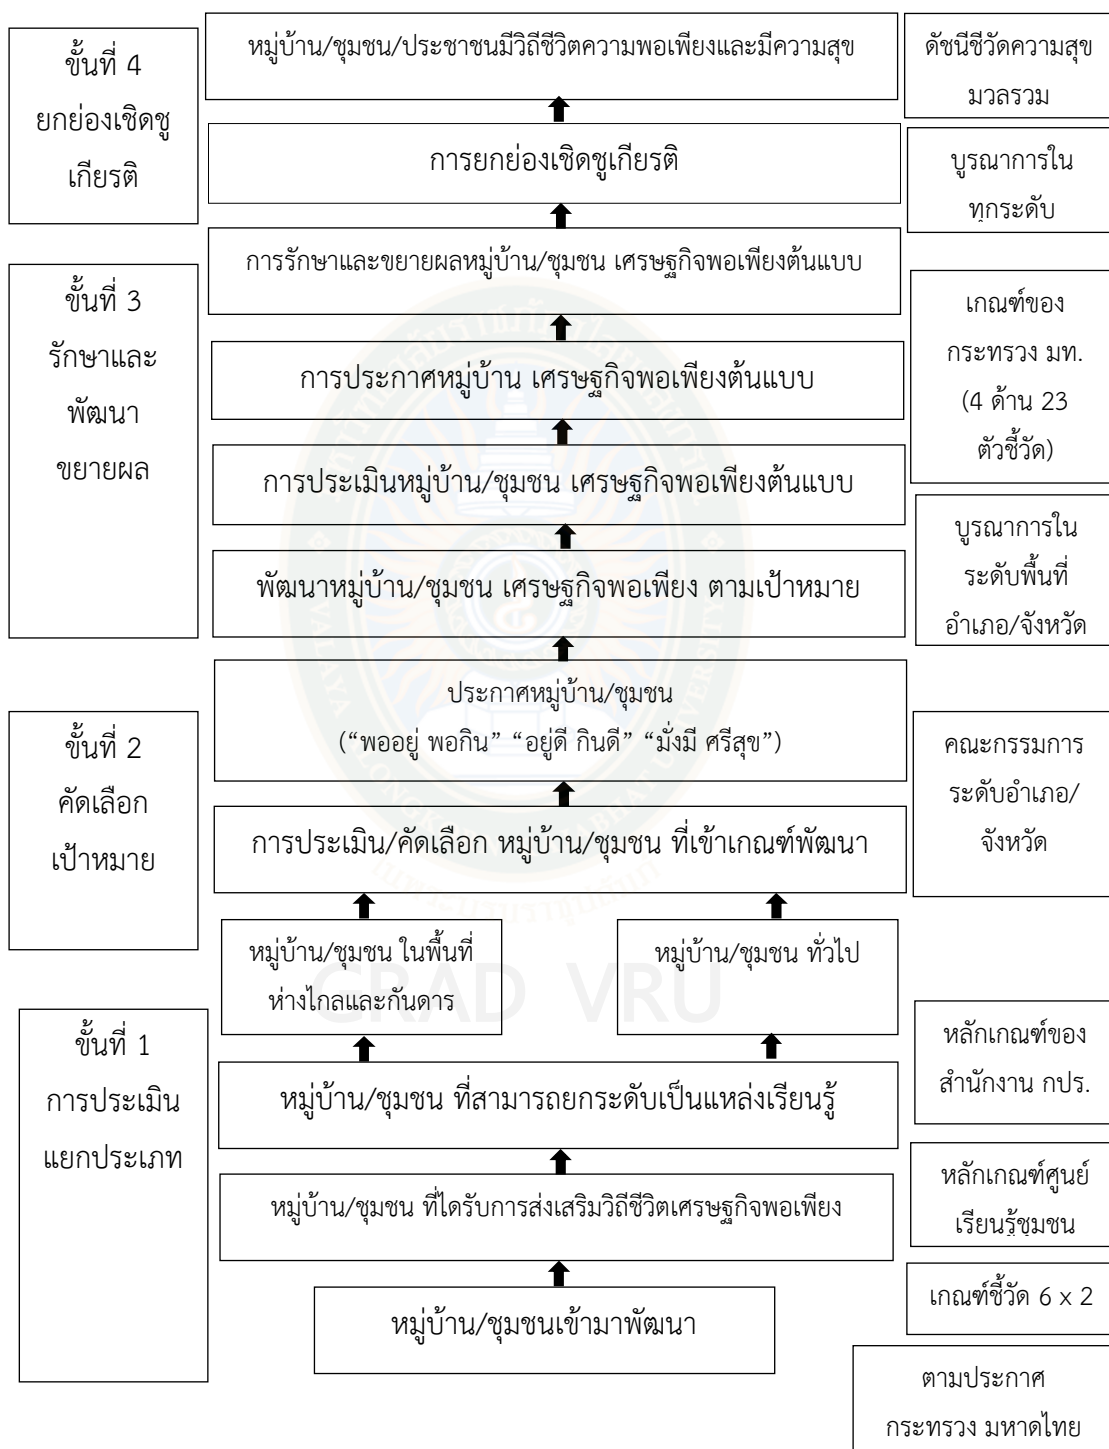 ขั้นที่ 4
ยกย่องเชิดชู
เกียรติ
หมู่บ้าน/ชุมชน/ประชาชนมีวิถีชีวิตความพอเพียงและมีความสุข
ดัชนีชีวัดความสุข
มวลรวม
การยกย่องเชิดชูเกียรติ
บูรณาการใน
ทุกระดับ
ขั้นที่ 3
รักษาและ
พัฒนา
ขยายผล
การรักษาและขยายผลหมู่บ้าน/ชุมชน เศรษฐกิจพอเพียงต้นแบบ
เกณฑ์ของ
กระทรวง มท.
(4 ด้าน 23
ตัวชี้วัด)
การประกาศหมู่บ้าน เศรษฐกิจพอเพียงต้นแบบ
การประเมินหมู่บ้าน/ชุมชน เศรษฐกิจพอเพียงต้นแบบ
บูรณาการใน
ระดับพื้นที่
อำเภอ/จังหวัด
พัฒนาหมู่บ้าน/ชุมชน เศรษฐกิจพอเพียง ตามเป้าหมาย
ขั้นที่ 2
คัดเลือก
เป้าหมาย
ประกาศหมู่บ้าน/ชุมชน
(“พออยู่ พอกิน” “อยู่ดี กินดี” “มั่งมี ศรีสุข”)
คณะกรรมการ
ระดับอำเภอ/
จังหวัด
การประเมิน/คัดเลือก หมู่บ้าน/ชุมชน ที่เข้าเกณฑ์พัฒนา
หมู่บ้าน/ชุมชน ในพื้นที่
ห่างไกลและกันดาร
หมู่บ้าน/ชุมชน ทั่วไป
GRAD VRU
ขั้นที่ 1
การประเมิน
แยกประเภท
หลักเกณฑ์ของ
สำนักงาน กปร.
หมู่บ้าน/ชุมชน ที่สามารถยกระดับเป็นแหล่งเรียนรู้
หลักเกณฑ์ศูนย์
เรียนรู้ชุมชน
หมู่บ้าน/ชุมชน ที่ไดรับการส่งเสริมวิถีชีวิตเศรษฐกิจพอเพียง
เกณฑ์ชี้วัด 6 x 2
หมู่บ้าน/ชุมชนเข้ามาพัฒนา
ตามประกาศ
กระทรวง มหาดไทย